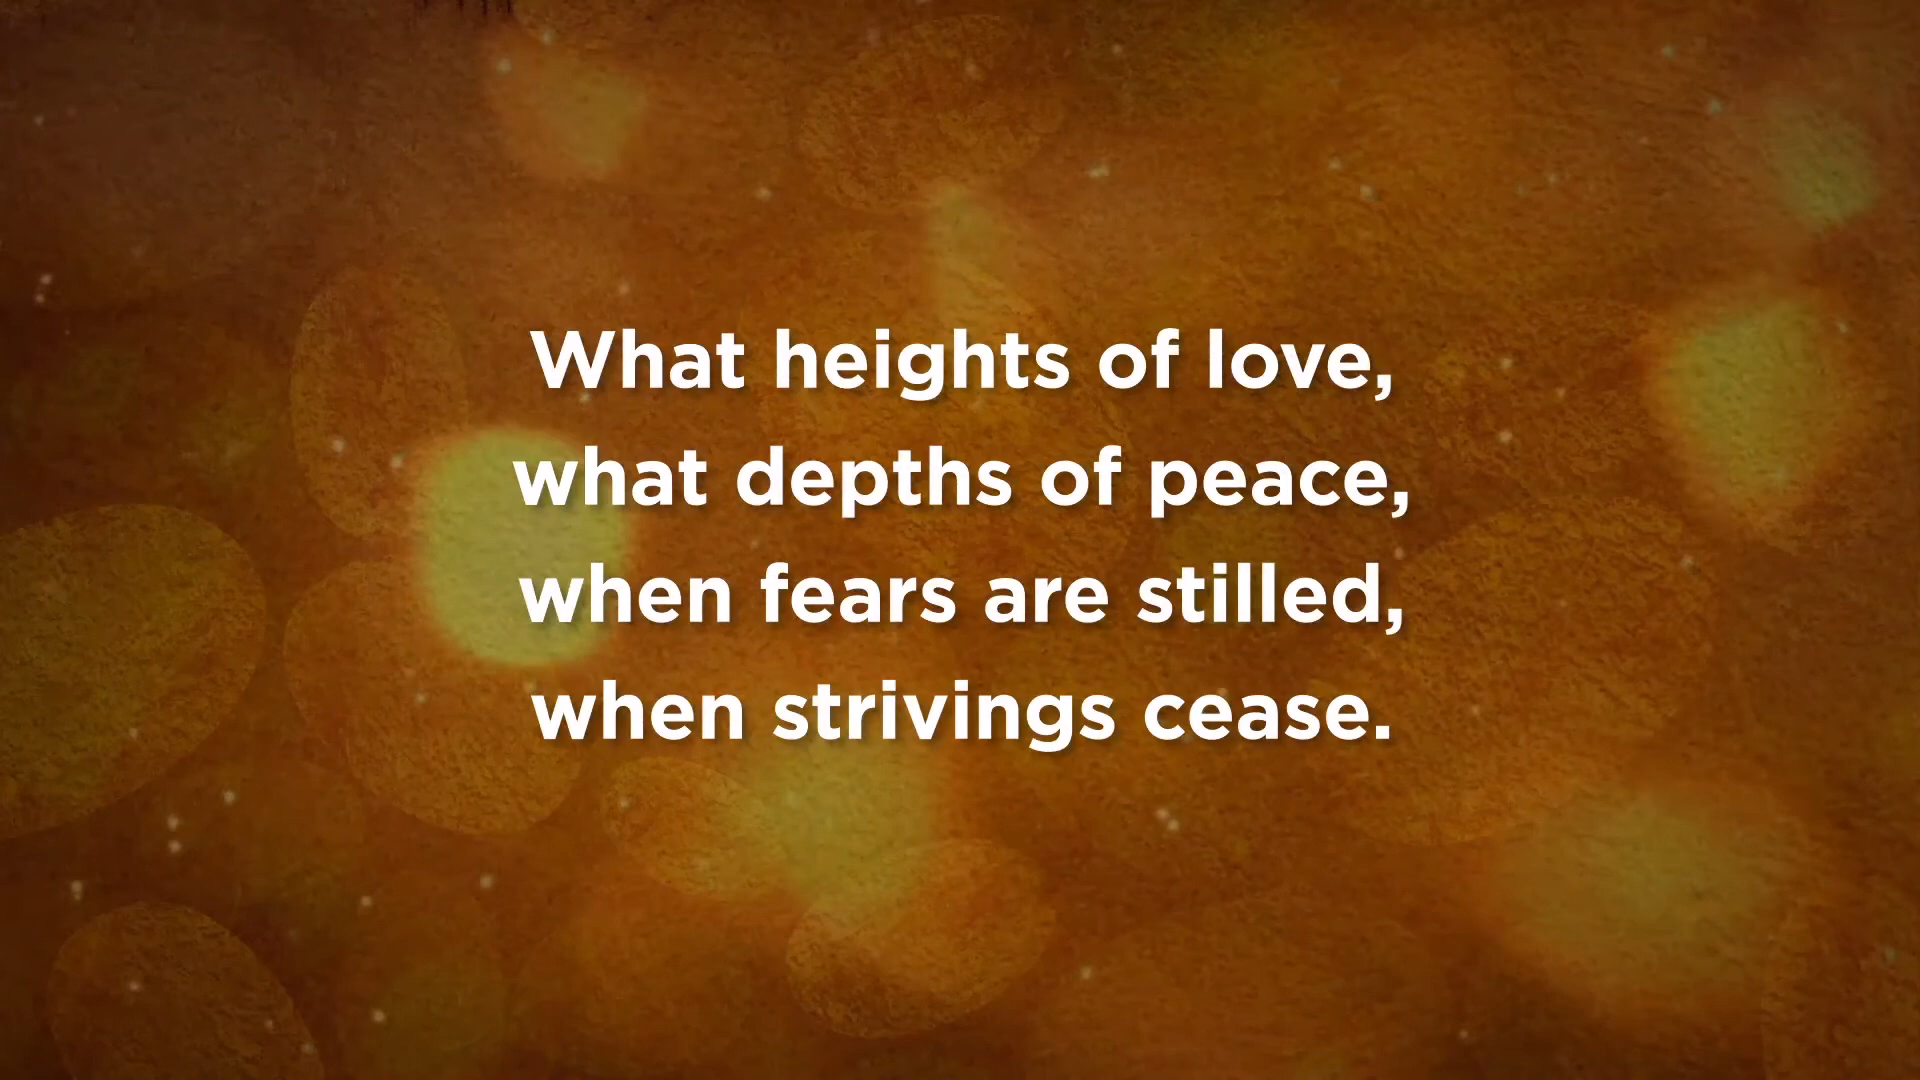 What heights of love,
what depths of peace,
when fears are stilled,
when strivings cease.